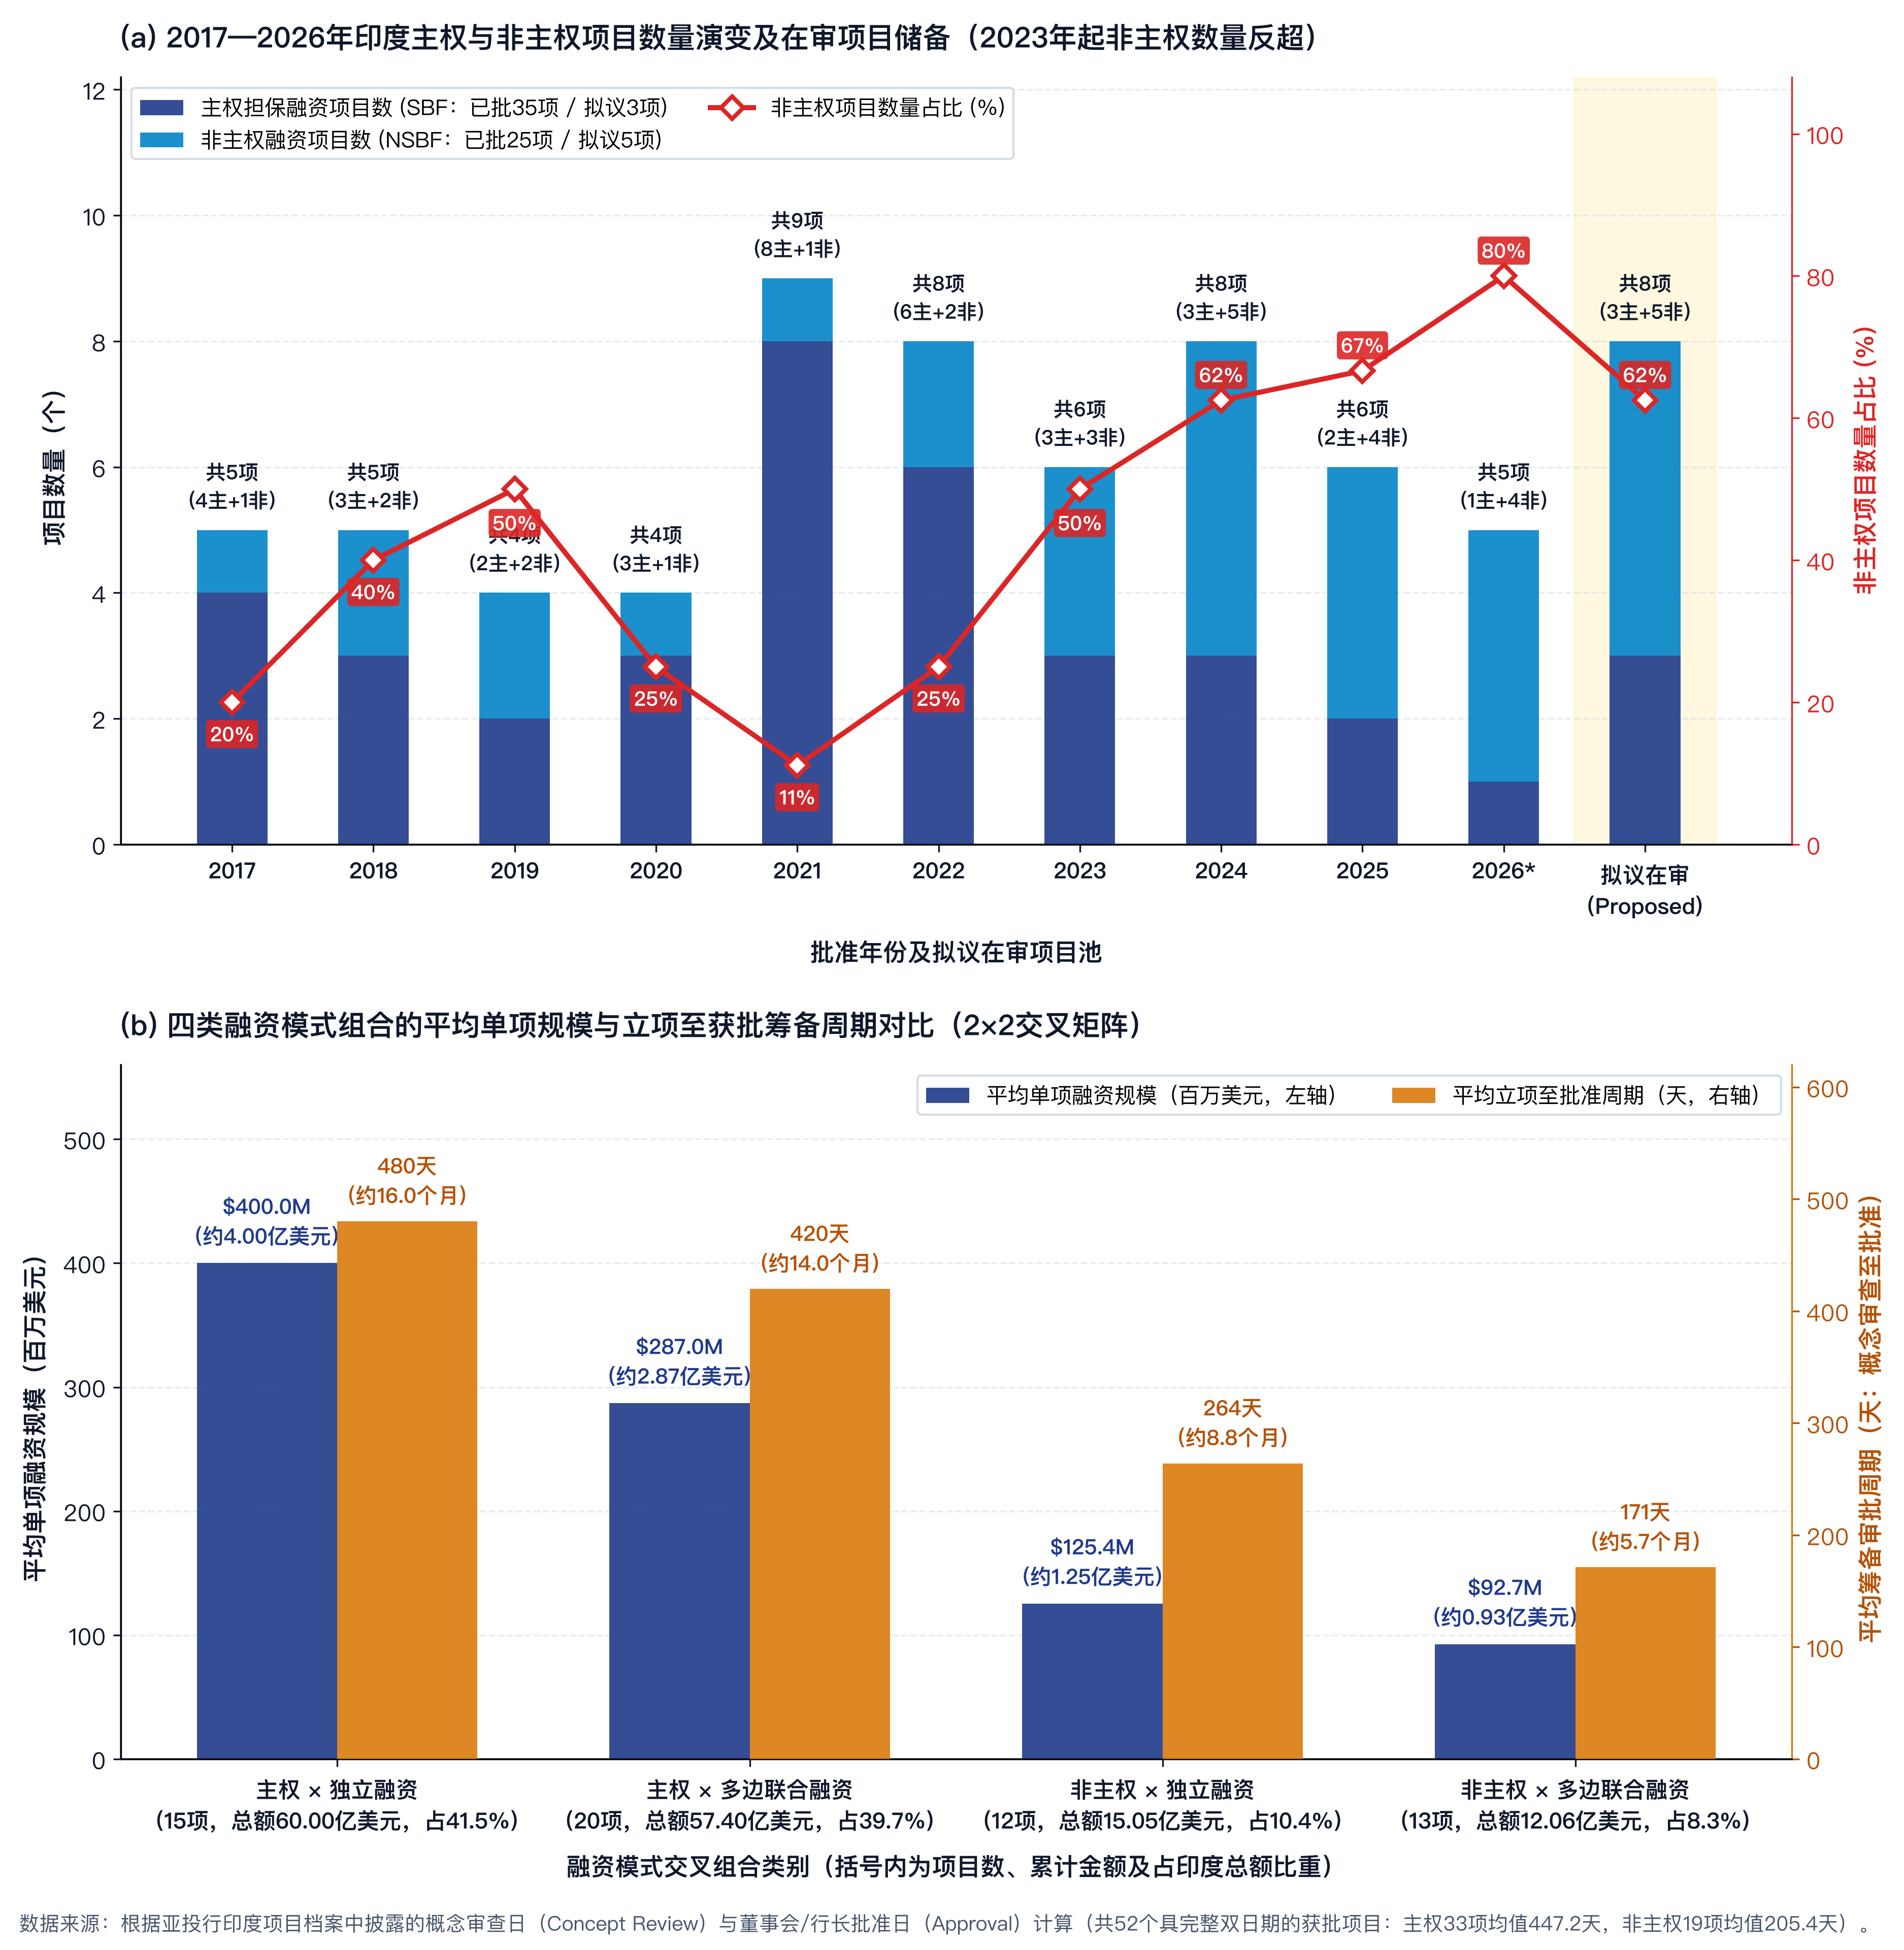 (a) 2017—2026年印度主权与非主权项目数量演变及在审项目储备（2023年起非主权数量反超）
主权担保融资项目数 (SBF：已批35项 / 拟议3项)
非主权融资项目数 (NSBF：已批25项 / 拟议5项)
非主权项目数量占比 (%)
项目数量（个）
12
10
8
6
4
2
0
共5项
(4主+1非)
共5项
(3主+2非)
共4项
(2主+2非)
共4项
(3主+1非)
共9项
(8主+1非)
共8项
(6主+2非)
共6项
(3主+3非)
共8项
(3主+5非)
共6项
(2主+4非)
共5项
(1主+4非)
共8项
(3主+5非)
20%
40%
50%
25%
11%
25%
50%
62%
67%
80%
62%
100
80
60
40
20
0
非主权项目数量占比 (%)
2017
2018
2019
2020
2021
2022
2023
2024
2025
2026*
拟议在审
(Proposed)
批准年份及拟议在审项目池
(b) 四类融资模式组合的平均单项规模与立项至获批筹备周期对比（2×2交叉矩阵）
平均单项融资规模（百万美元，左轴）
平均立项至批准周期（天，右轴）
平均单项融资规模（百万美元）
500
400
300
200
100
0
$400.0M
(约4.00亿美元)
480天
(约16.0个月)
$287.0M
(约2.87亿美元)
420天
(约14.0个月)
$125.4M
(约1.25亿美元)
264天
(约8.8个月)
$92.7M
(约0.93亿美元)
171天
(约5.7个月)
600
500
400
300
200
100
0
平均筹备审批周期（天：概念审查至批准）
主权 × 独立融资
(15项，总额60.00亿美元，占41.5%)
主权 × 多边联合融资
(20项，总额57.40亿美元，占39.7%)
非主权 × 独立融资
(12项，总额15.05亿美元，占10.4%)
非主权 × 多边联合融资
(13项，总额12.06亿美元，占8.3%)
融资模式交叉组合类别（括号内为项目数、累计金额及占印度总额比重）
数据来源：根据亚投行印度项目档案中披露的概念审查日（Concept Review）与董事会/行长批准日（Approval）计算（共52个具完整双日期的获批项目：主权33项均值447.2天，非主权19项均值205.4天）。